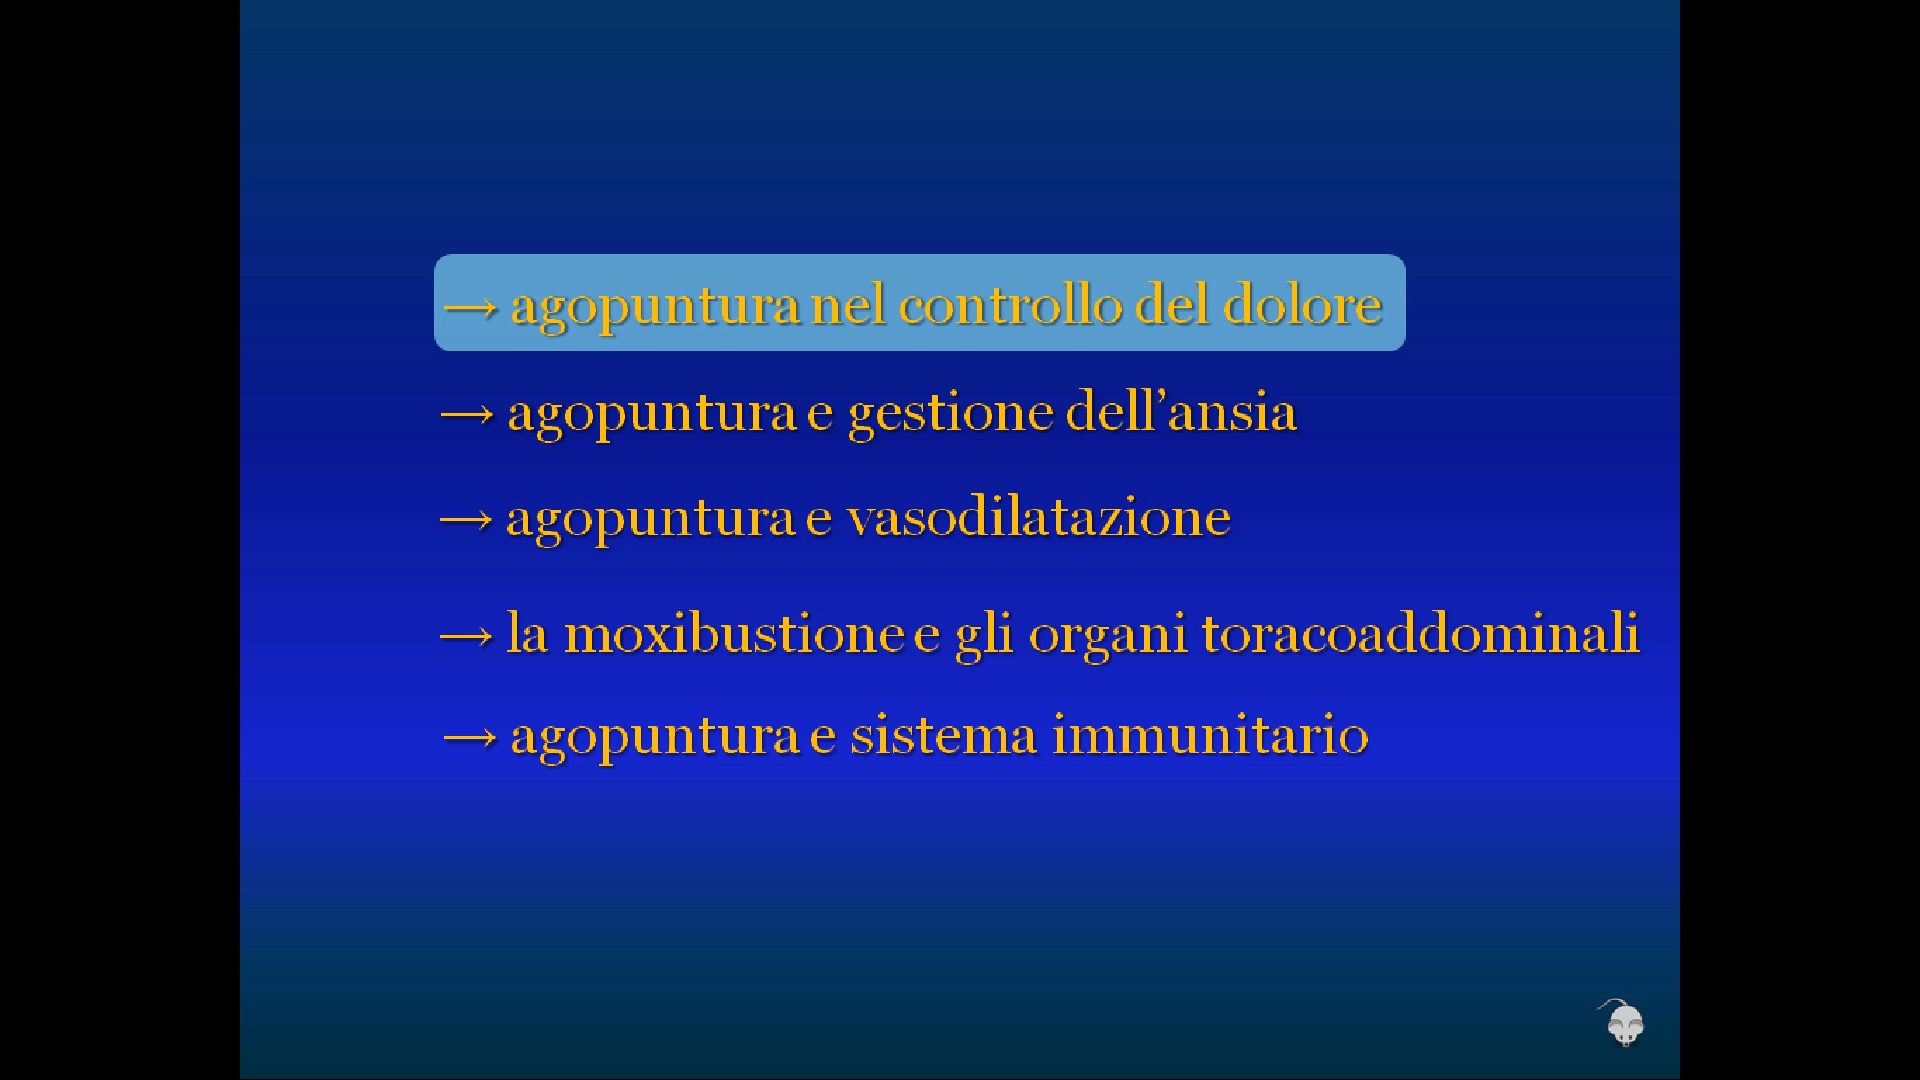 → agopuntura nel controllo del dolore
→ agopuntura e gestione dell’ansia
→ agopuntura e vasodilatazione
→ la moxibustione e gli organi toracoaddominali
→ agopuntura e sistema immunitario